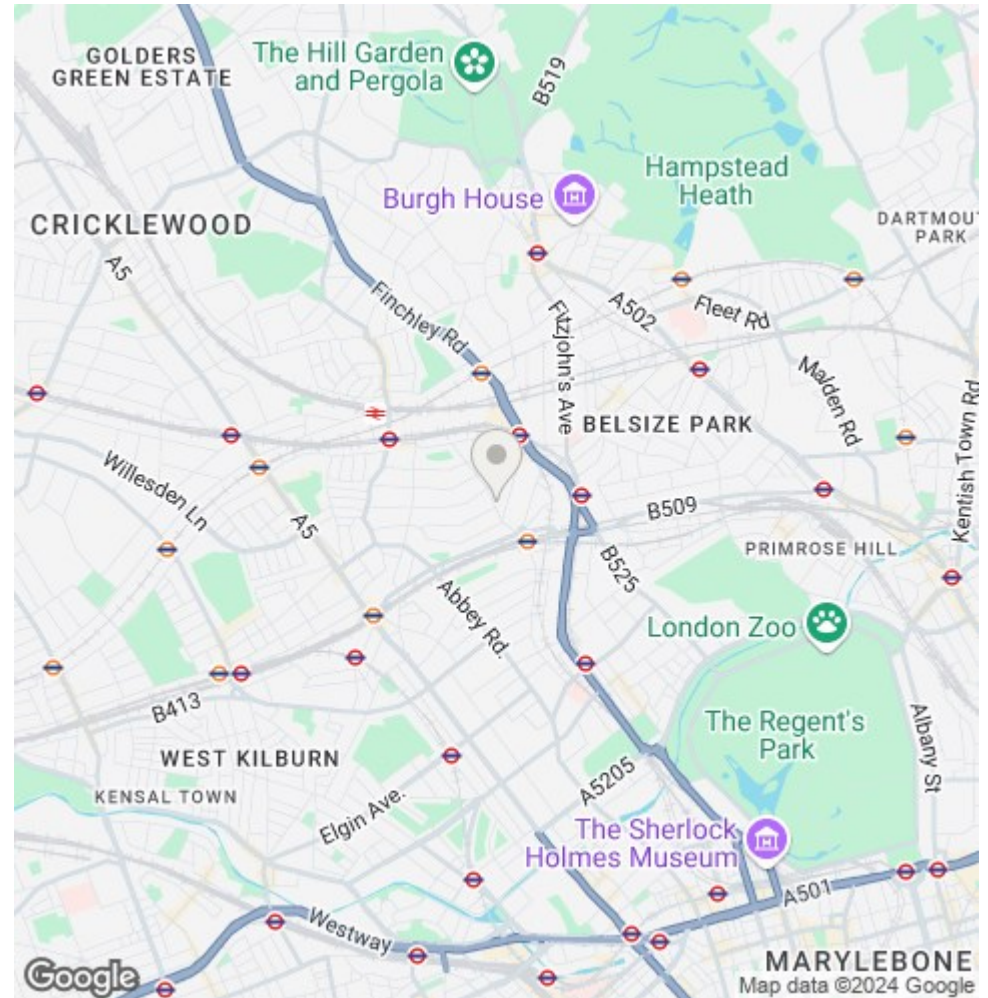 GOLDERS
GREEN ESTATE
The Hill Garden
and Pergola
B519
Hampstead
Heath
Burgh House
DARTMOU
PARK
CRICKLEWOOD
A5
Finchley Rd
Fitzjohn's Ave
A502
Fleet Rd
Malden Rd
Kentish Town Rd
BELSIZE PARK
Willesden Ln
A5
B509
PRIMROSE HILL
B525
Abbey Rd.
London Zoo
B413
The Regent's
Park
Albany St
WEST KILBURN
KENSAL TOWN
A5205
Elgin Ave.
The Sherlock
Holmes Museum
A501
Westway
MARYLEBONE
Google
Map data ©2024 Google